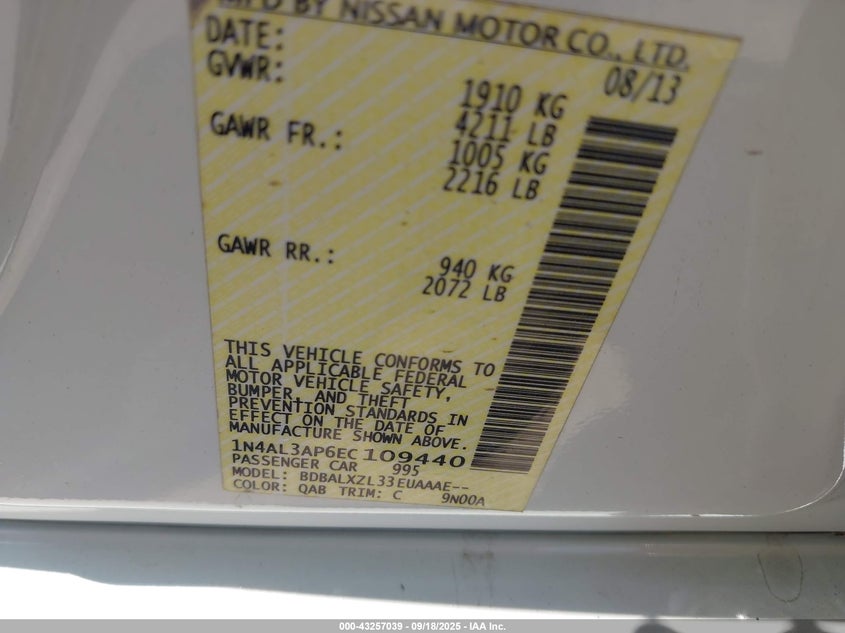 MFD BY NISSAN MOTOR CO., LTD.
DATE: 08/13
GVWR: 1910 KG
4211 LB
GAWR FR.: 1005 KG
2216 LB
GAWR RR.: 940 KG
2072 LB
THIS VEHICLE CONFORMS TO
ALL APPLICABLE FEDERAL
MOTOR VEHICLE SAFETY,
BUMPER, AND THEFT
PREVENTION STANDARDS IN
EFFECT ON THE DATE OF
MANUFACTURE SHOWN ABOVE.
1N4AL3AP6EC109440
PASSENGER CAR 995
MODEL: BDBALXZL33EUAAAE--
COLOR: QAB TRIM: C 9N00A
000-43257039 - 09/18/2025 - IAA Inc.